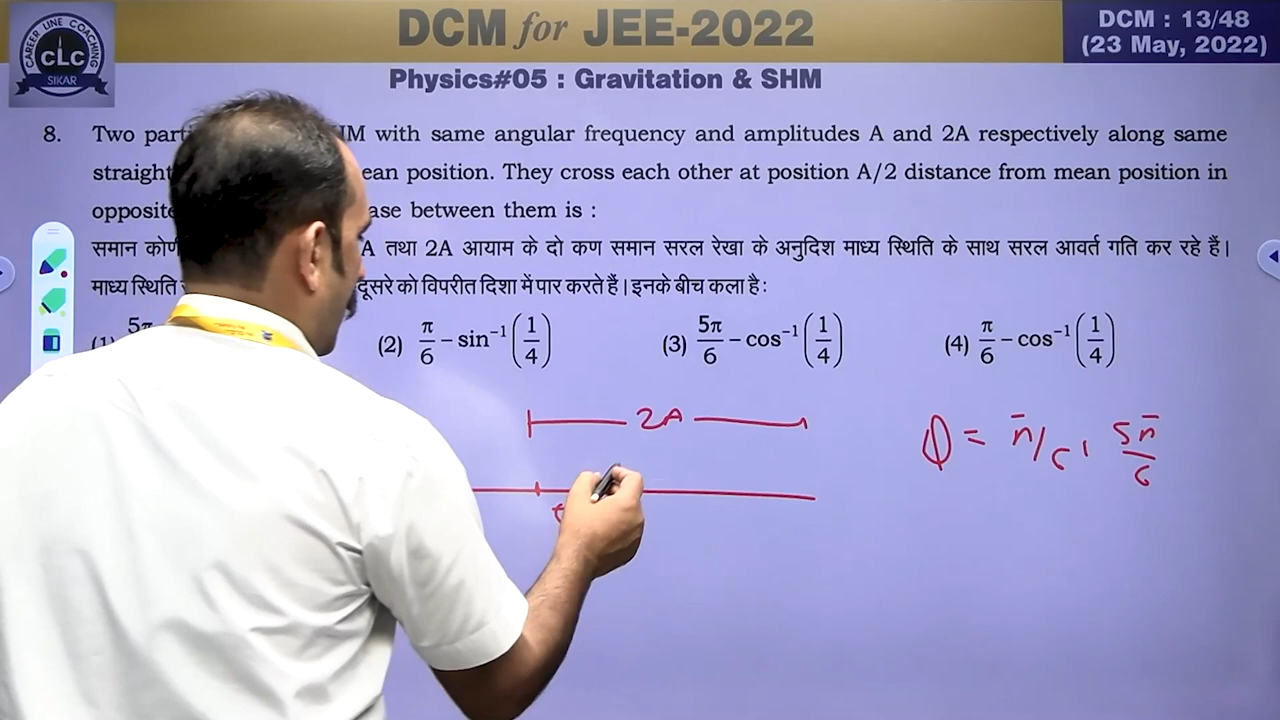 DCM for JEE-2022
DCM : 13/48
(23 May, 2022)
CAREER LINE COACHING
CLC
SIKAR
Physics#05 : Gravitation & SHM
8. Two HM with same angular frequency and amplitudes A and 2A respectively along same
straight ean position. They cross each other at position A/2 distance from mean position in
opposite ase between them is :
समान A तथा 2A आयाम के दो कण समान सरल रेखा के अनुदिश माध्य स्थिति के साथ सरल आवर्त गति कर रहे हैं।
माध्य स्थिति दूसरे को विपरीत दिशा में पार करते हैं। इनके बीच कला है :
(1) 5π (2) π/6 − sin⁻¹(1/4) (3) 5π/6 − cos⁻¹(1/4) (4) π/6 − cos⁻¹(1/4)
2A
ϕ = π/6, 5π/6